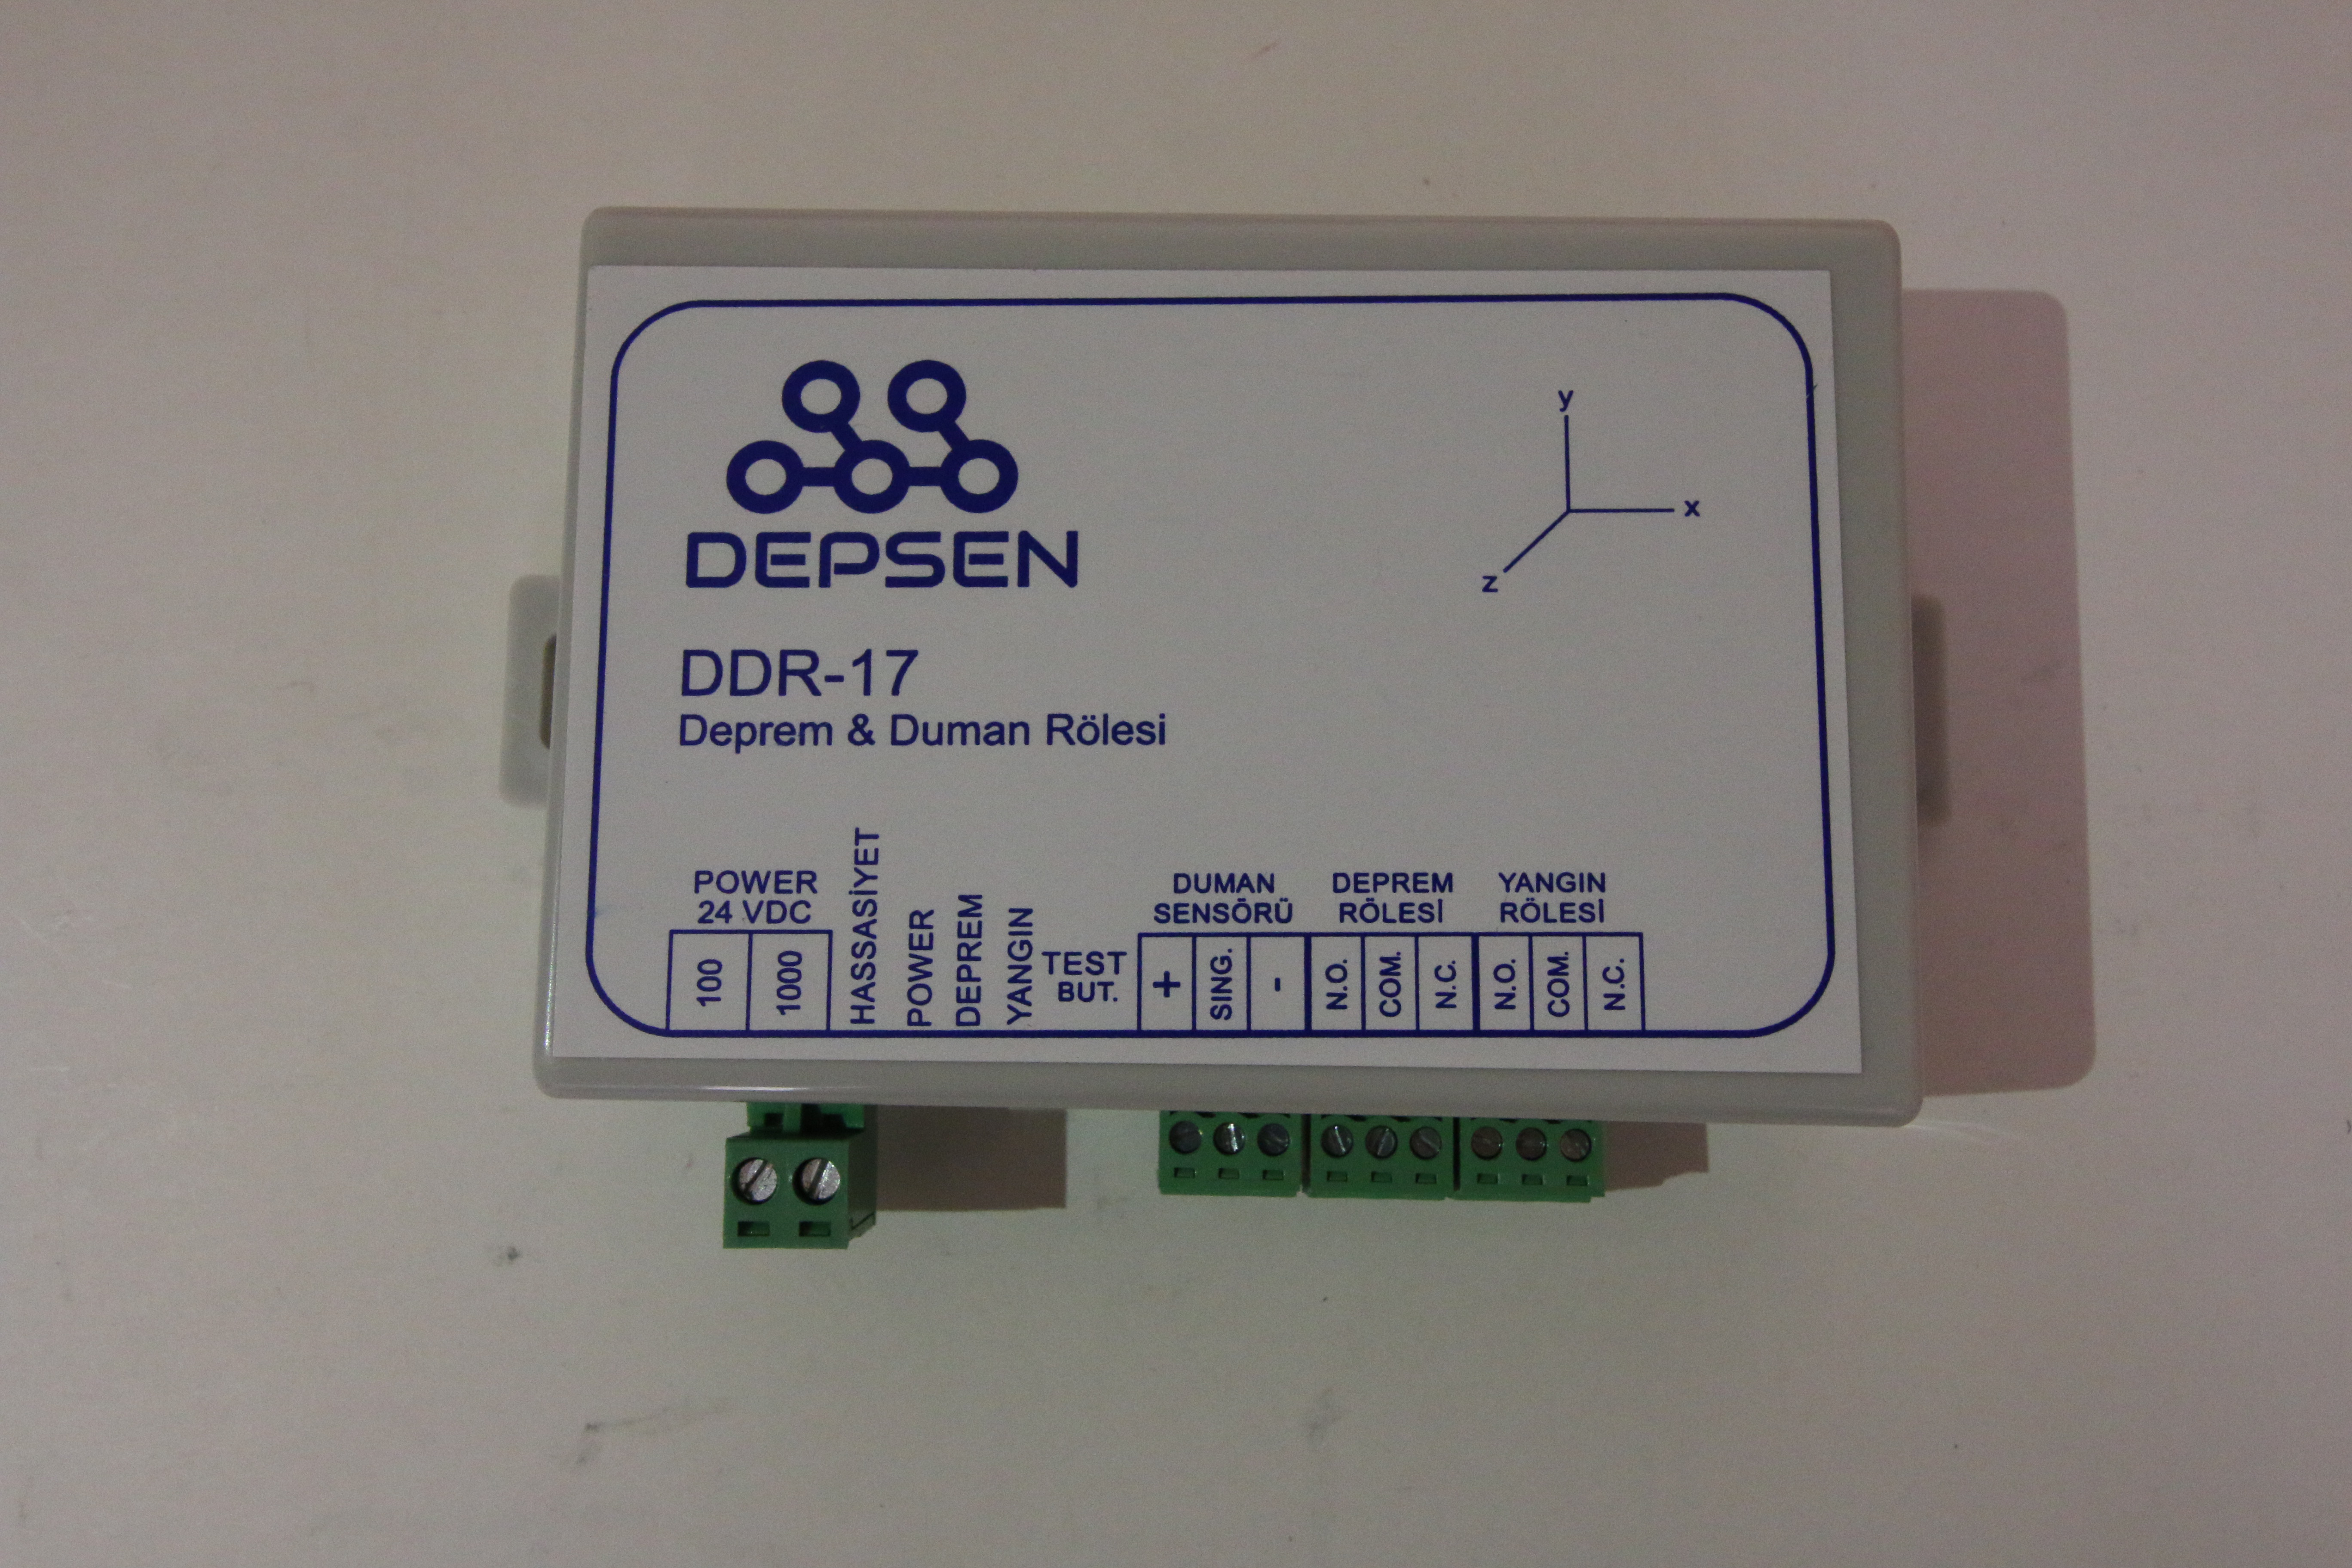 DEPSEN
y
x
z
DDR-17
Deprem & Duman Rölesi
POWER
24 VDC
100
1000
HASSASİYET
POWER
DEPREM
YANGIN
TEST
BUT.
DUMAN
SENSÖRÜ
+
SING.
-
DEPREM
RÖLESİ
N.O.
COM.
N.C.
YANGIN
RÖLESİ
N.O.
COM.
N.C.